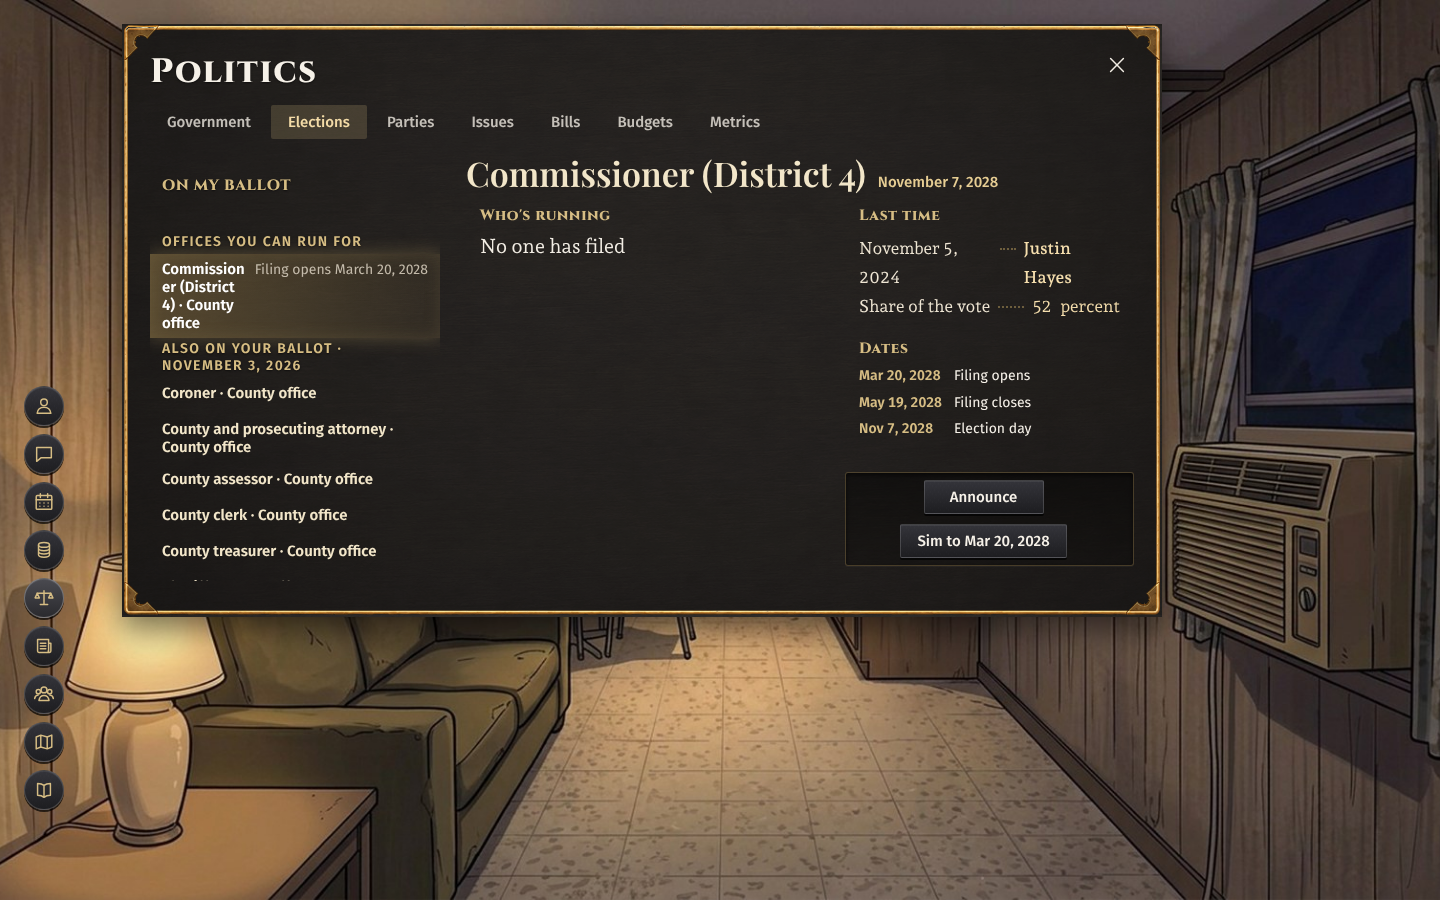 Politics
Government Elections Parties Issues Bills Budgets Metrics
On my ballot
OFFICES YOU CAN RUN FOR
Commission Filing opens March 20, 2028
er (District
4) · County
office
ALSO ON YOUR BALLOT ·
NOVEMBER 3, 2026
Coroner · County office
County and prosecuting attorney ·
County office
County assessor · County office
County clerk · County office
County treasurer · County office
Commissioner (District 4) November 7, 2028
Who's running
No one has filed
Last time
November 5, Justin
2024 Hayes
Share of the vote 52 percent
Dates
Mar 20, 2028 Filing opens
May 19, 2028 Filing closes
Nov 7, 2028 Election day
Announce
Sim to Mar 20, 2028